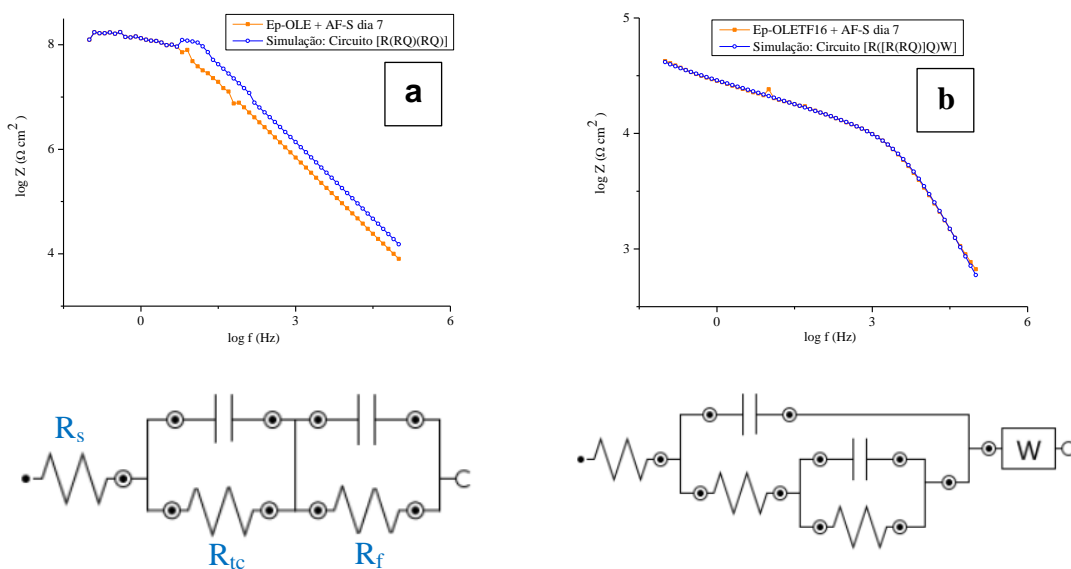 Ep-OLE + AF-S dia 7
Simulação: Circuito [R(RQ)(RQ)]
a
8
6
4
log Z (Ω cm²)
0
3
6
log f (Hz)
Ep-OLETF16 + AF-S dia 7
Simulação: Circuito [R([R(RQ)]Q)W]
b
5
4
3
log Z (Ω cm²)
0
3
6
log f (Hz)
Rs
Rtc
Rf
W